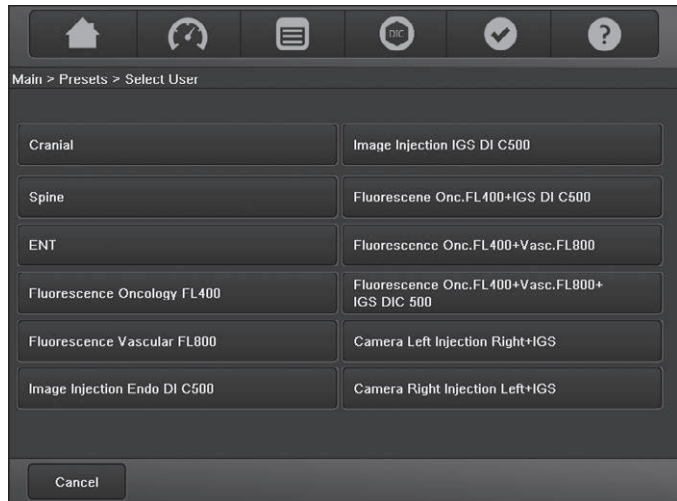 DIC
?
Main > Presets > Select User
Cranial
Image Injection IGS DI C500
Spine
Fluorescene Onc.FL400+IGS DI C500
ENT
Fluorescence Onc.FL400+Vasc.FL800
Fluorescence Oncology FL400
Fluorescence Onc.FL400+Vasc.FL800+
IGS DIC 500
Fluorescence Vascular FL800
Camera Left Injection Right+IGS
Image Injection Endo DI C500
Camera Right Injection Left+IGS
Cancel